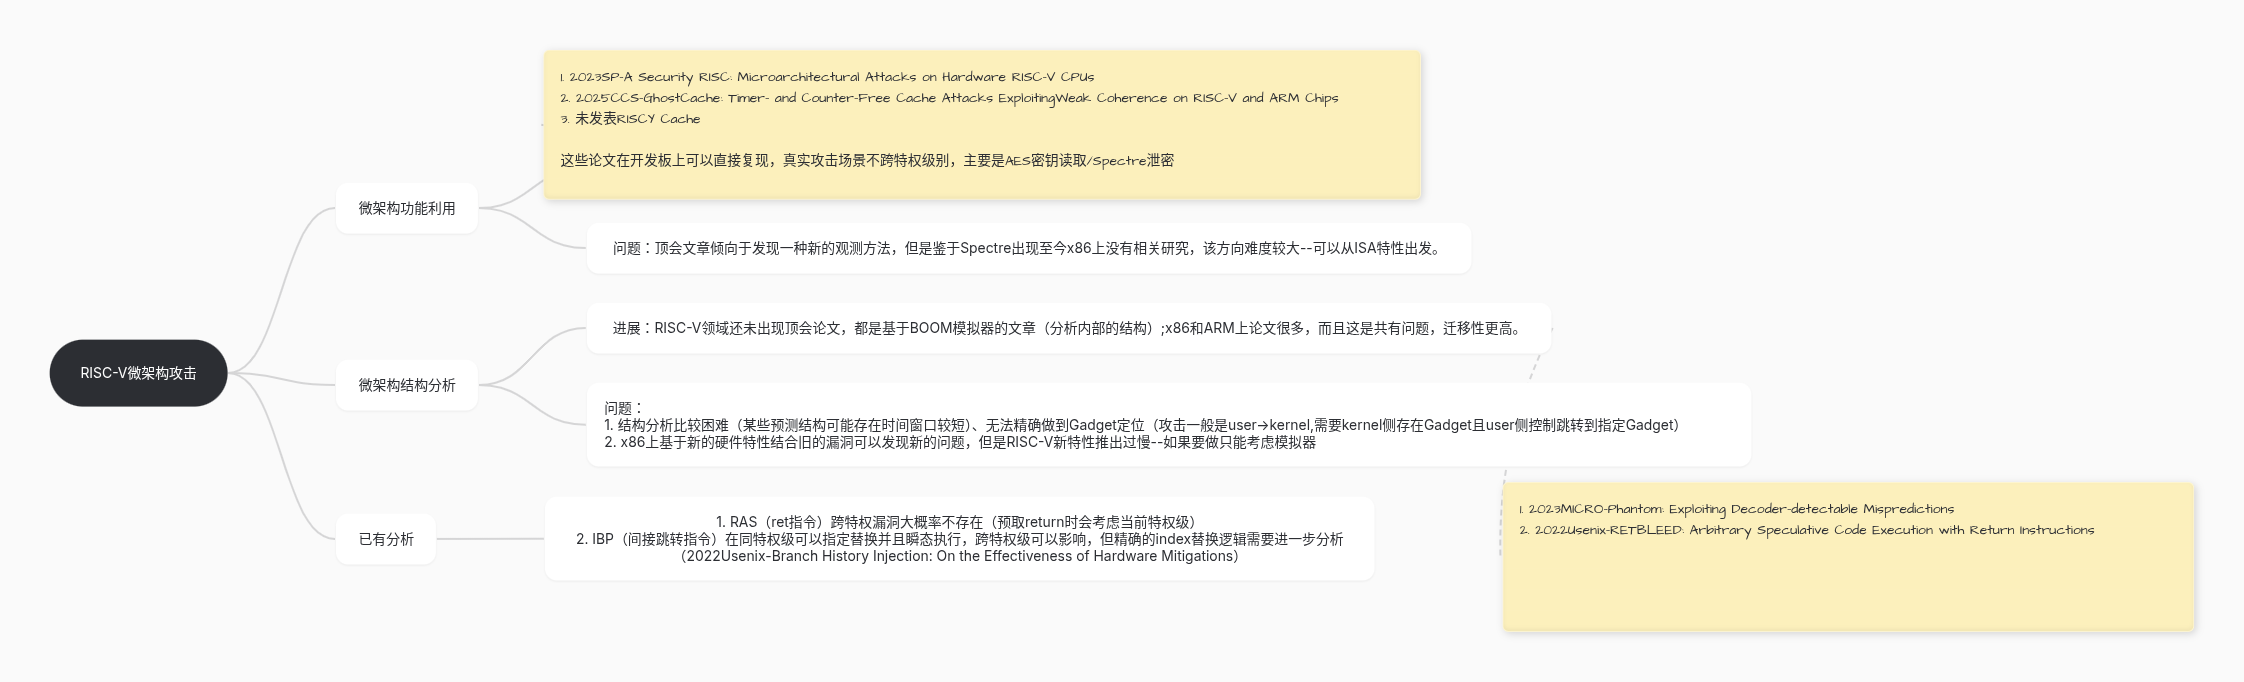 RISC-V微架构攻击
微架构功能利用
1. 2023SP-A Security RISC: Microarchitectural Attacks on Hardware RISC-V CPUs
2. 2025CCS-GhostCache: Timer- and Counter-Free Cache Attacks ExploitingWeak Coherence on RISC-V and ARM Chips
3. 未发表RISCY Cache
这些论文在开发板上可以直接复现，真实攻击场景不跨特权级别，主要是AES密钥读取/Spectre泄密
问题：顶会文章倾向于发现一种新的观测方法，但是鉴于Spectre出现至今x86上没有相关研究，该方向难度较大--可以从ISA特性出发。
微架构结构分析
进展：RISC-V领域还未出现顶会论文，都是基于BOOM模拟器的文章（分析内部的结构）;x86和ARM上论文很多，而且这是共有问题，迁移性更高。
问题：
1. 结构分析比较困难（某些预测结构可能存在时间窗口较短）、无法精确做到Gadget定位（攻击一般是user->kernel,需要kernel侧存在Gadget且user侧控制跳转到指定Gadget）
2. x86上基于新的硬件特性结合旧的漏洞可以发现新的问题，但是RISC-V新特性推出过慢--如果要做只能考虑模拟器
1. 2023MICRO-Phantom: Exploiting Decoder-detectable Mispredictions
2. 2022Usenix-RETBLEED: Arbitrary Speculative Code Execution with Return Instructions
已有分析
1. RAS（ret指令）跨特权漏洞大概率不存在（预取return时会考虑当前特权级）
2. IBP（间接跳转指令）在同特权级可以指定替换并且瞬态执行，跨特权级可以影响，但精确的index替换逻辑需要进一步分析
（2022Usenix-Branch History Injection: On the Effectiveness of Hardware Mitigations）